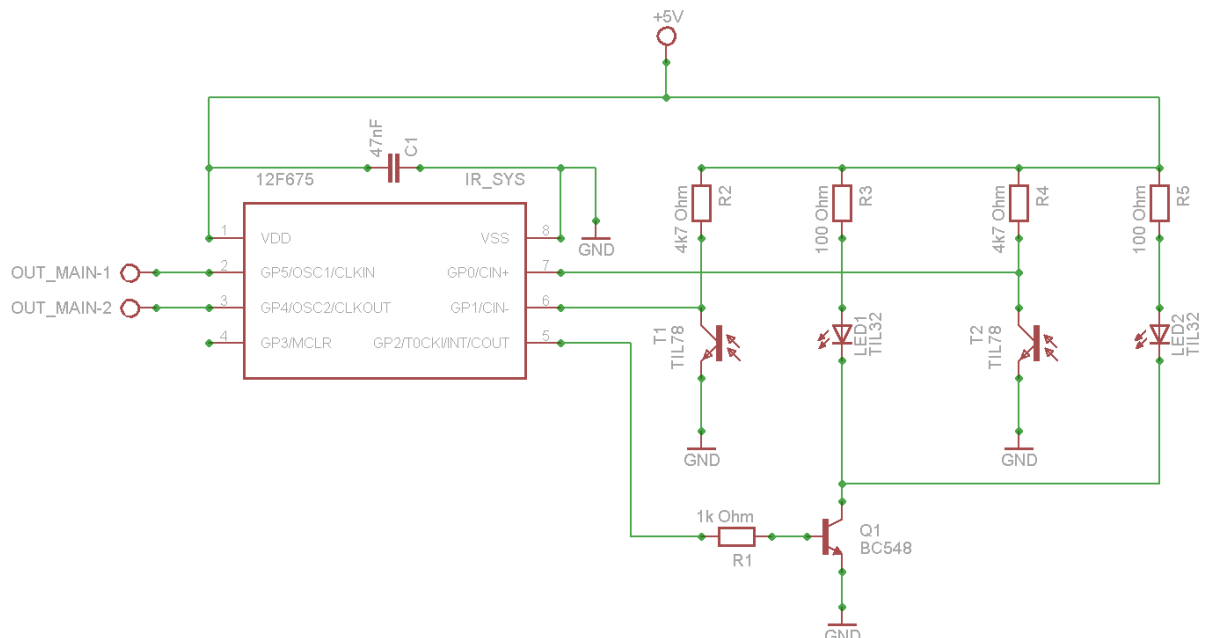 +5V
47nF
C1
12F675
IR_SYS
1
VDD
VSS
8
GND
OUT_MAIN-1
2
GP5/OSC1/CLKIN
GP0/CIN+
7
OUT_MAIN-2
3
GP4/OSC2/CLKOUT
GP1/CIN-
6
4
GP3/MCLR
GP2/T0CKI/INT/COUT
5
4k7 Ohm
R2
100 Ohm
R3
4k7 Ohm
R4
100 Ohm
R5
T1
TIL78
LED1
TIL32
T2
TIL78
LED2
TIL32
GND
GND
1k Ohm
R1
Q1
BC548
GND